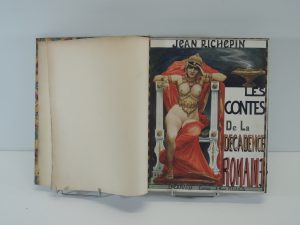 JEAN RICHEPIN
LES
CONTES
De La
DECADENCE
ROMAINE